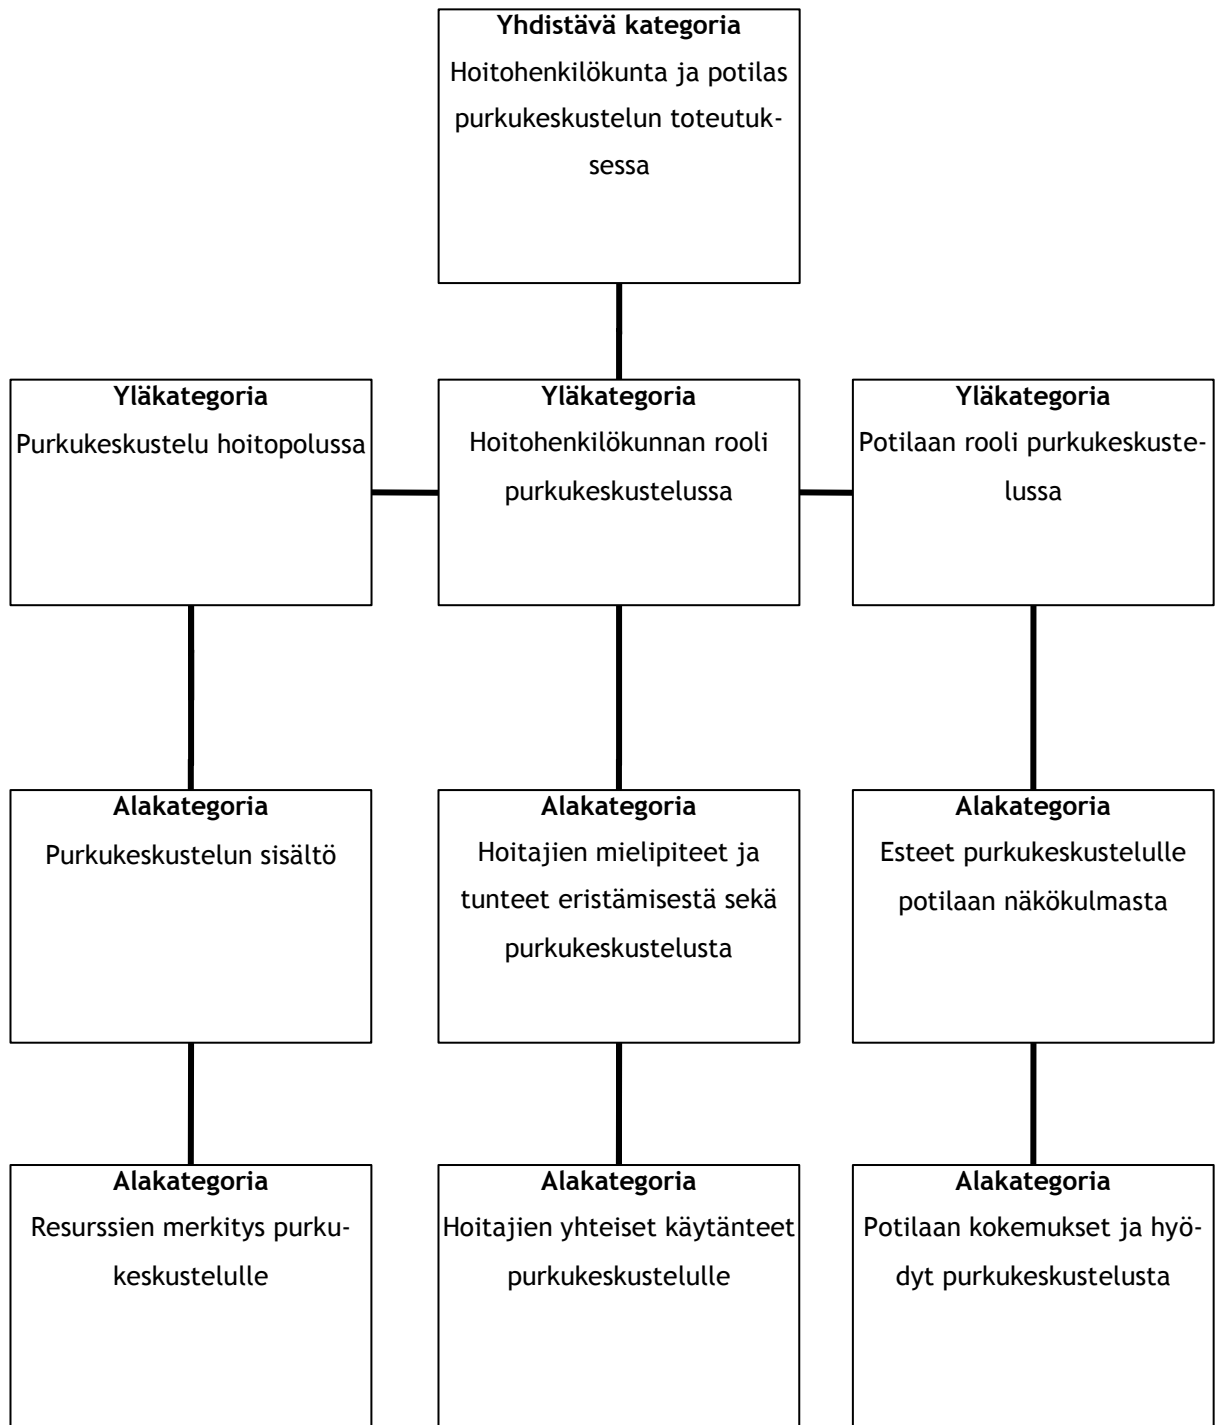 Yhdistävä kategoria
Hoitohenkilökunta ja potilas
purkukeskustelun toteutuk-
sessa
Yläkategoria
Purkukeskustelu hoitopolussa
Yläkategoria
Hoitohenkilökunnan rooli
purkukeskustelussa
Yläkategoria
Potilaan rooli purkukeskuste-
lussa
Alakategoria
Purkukeskustelun sisältö
Alakategoria
Hoitajien mielipiteet ja
tunteet eristämisestä sekä
purkukeskustelusta
Alakategoria
Esteet purkukeskustelulle
potilaan näkökulmasta
Alakategoria
Resurssien merkitys purku-
keskustelulle
Alakategoria
Hoitajien yhteiset käytänteet
purkukeskustelulle
Alakategoria
Potilaan kokemukset ja hyö-
dyt purkukeskustelusta